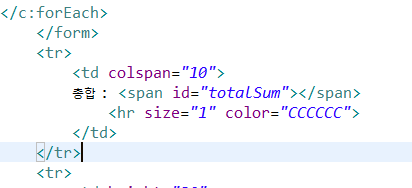 </c:forEach>
</form>
<tr>
<td colspan="10">
총합 : <span id="totalSum"></span>
<hr size="1" color="CCCCCC">
</td>
</tr>
<tr>